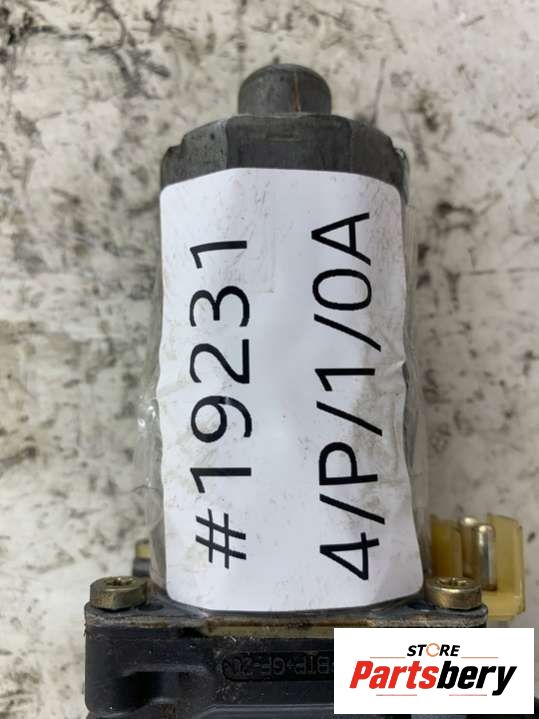 #19231
4/P/1/0A
STORE
Partsbery